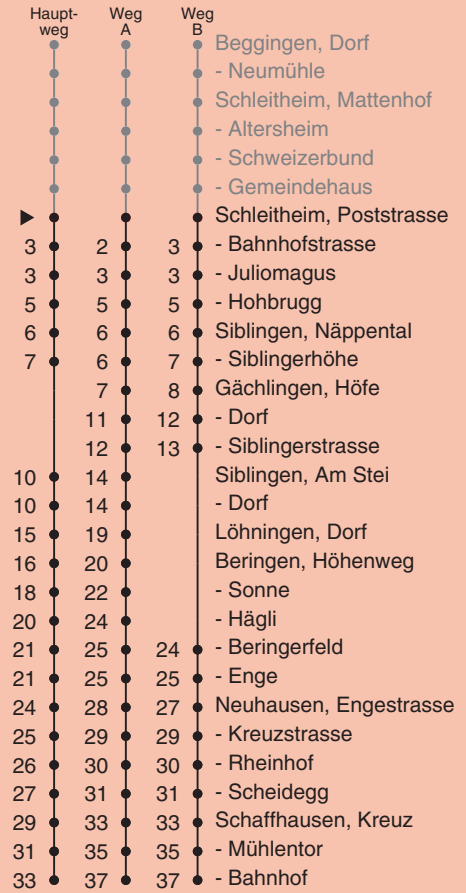 Haupt- Weg Weg
weg A B
Beggingen, Dorf
- Neumühle
Schleitheim, Mattenhof
- Altersheim
- Schweizerbund
- Gemeindehaus
Schleitheim, Poststrasse
3 2 3 - Bahnhofstrasse
3 3 3 - Juliomagus
5 5 5 - Hohbrugg
6 6 6 Siblingen, Näppental
7 6 7 - Siblingerhöhe
7 8 Gächlingen, Höfe
11 12 - Dorf
12 13 - Siblingerstrasse
10 14 Siblingen, Am Stei
10 14 - Dorf
15 19 Löhningen, Dorf
16 20 Beringen, Höhenweg
18 22 - Sonne
20 24 - Hägli
21 25 24 - Beringerfeld
21 25 25 - Enge
24 28 27 Neuhausen, Engestrasse
25 29 29 - Kreuzstrasse
26 30 30 - Rheinhof
27 31 31 - Scheidegg
29 33 33 Schaffhausen, Kreuz
31 35 35 - Mühlentor
33 37 37 - Bahnhof